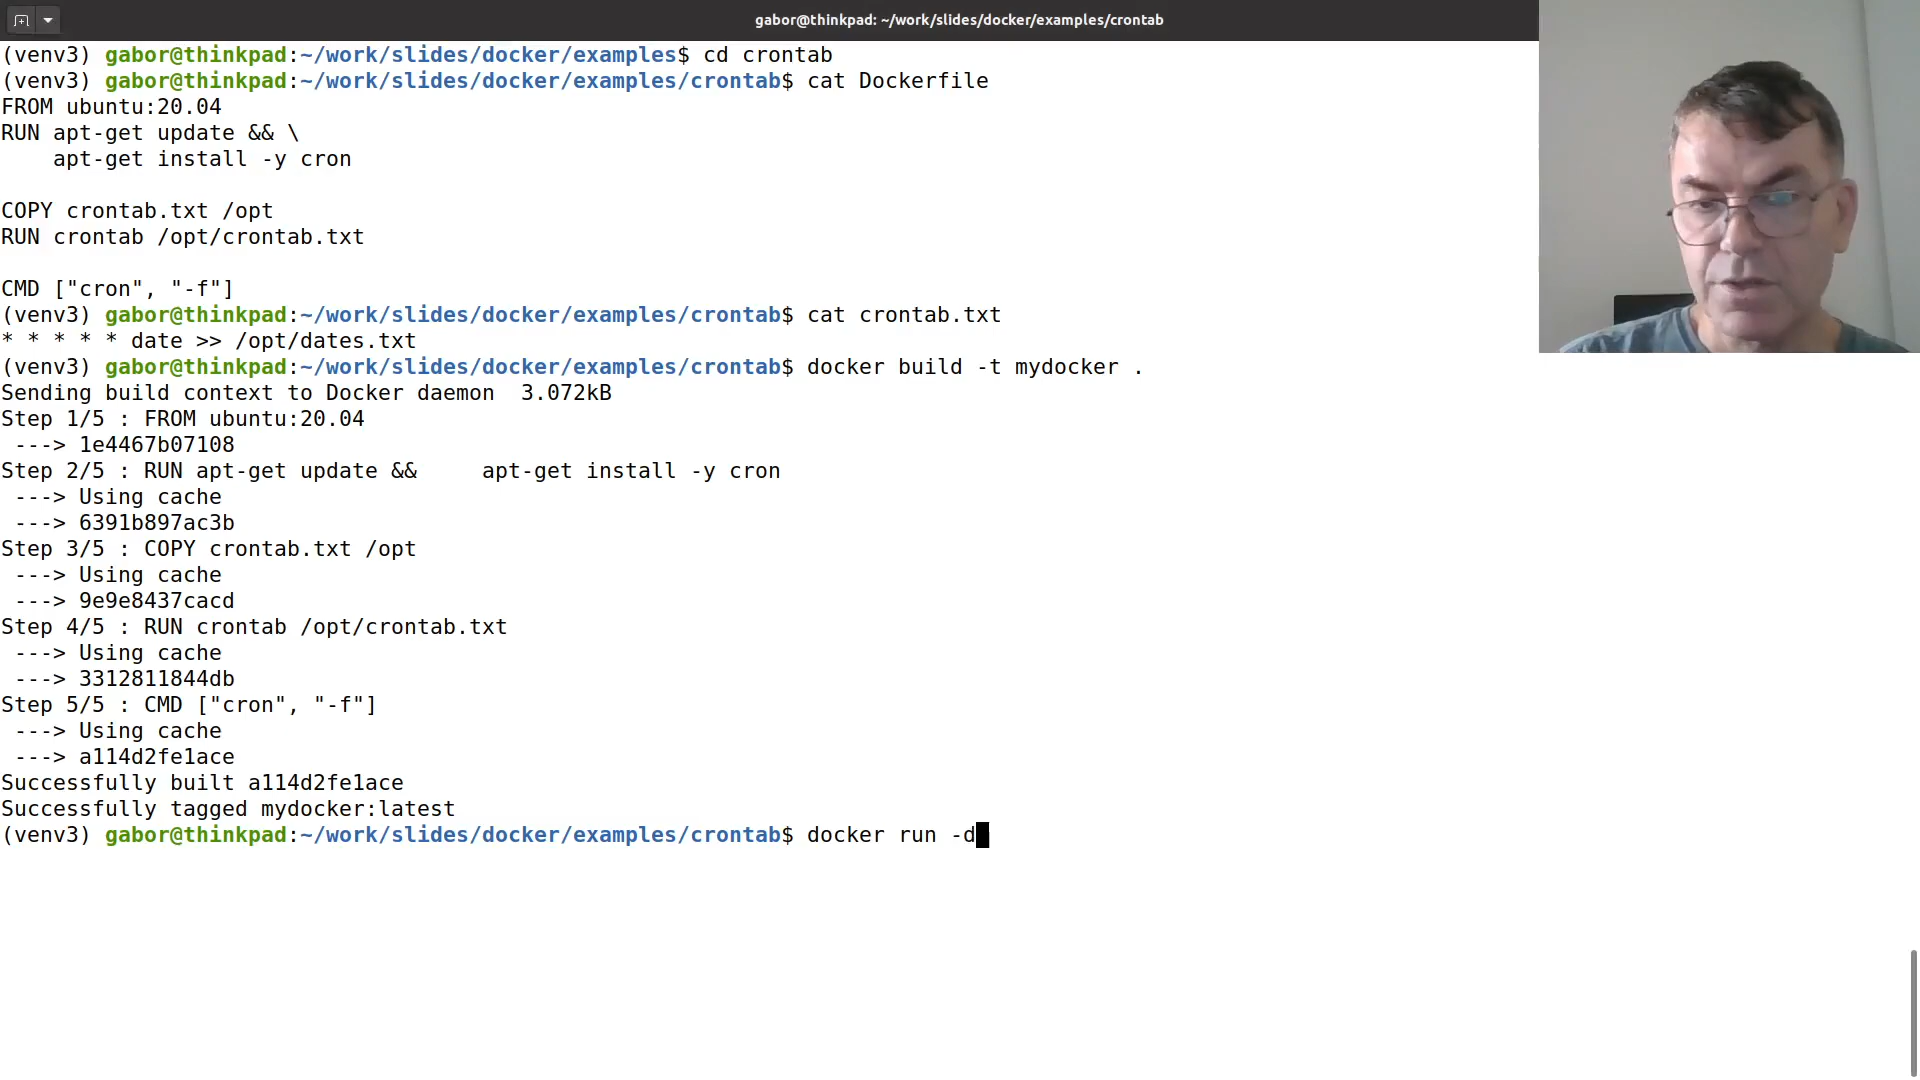 gabor@thinkpad: ~/work/slides/docker/examples/crontab
(venv3) gabor@thinkpad:~/work/slides/docker/examples$ cd crontab
(venv3) gabor@thinkpad:~/work/slides/docker/examples/crontab$ cat Dockerfile
FROM ubuntu:20.04
RUN apt-get update && \
    apt-get install -y cron

COPY crontab.txt /opt
RUN crontab /opt/crontab.txt

CMD ["cron", "-f"]
(venv3) gabor@thinkpad:~/work/slides/docker/examples/crontab$ cat crontab.txt
* * * * * date >> /opt/dates.txt
(venv3) gabor@thinkpad:~/work/slides/docker/examples/crontab$ docker build -t mydocker .
Sending build context to Docker daemon  3.072kB
Step 1/5 : FROM ubuntu:20.04
 ---> 1e4467b07108
Step 2/5 : RUN apt-get update &&     apt-get install -y cron
 ---> Using cache
 ---> 6391b897ac3b
Step 3/5 : COPY crontab.txt /opt
 ---> Using cache
 ---> 9e9e8437cacd
Step 4/5 : RUN crontab /opt/crontab.txt
 ---> Using cache
 ---> 3312811844db
Step 5/5 : CMD ["cron", "-f"]
 ---> Using cache
 ---> a114d2fe1ace
Successfully built a114d2fe1ace
Successfully tagged mydocker:latest
(venv3) gabor@thinkpad:~/work/slides/docker/examples/crontab$ docker run -d